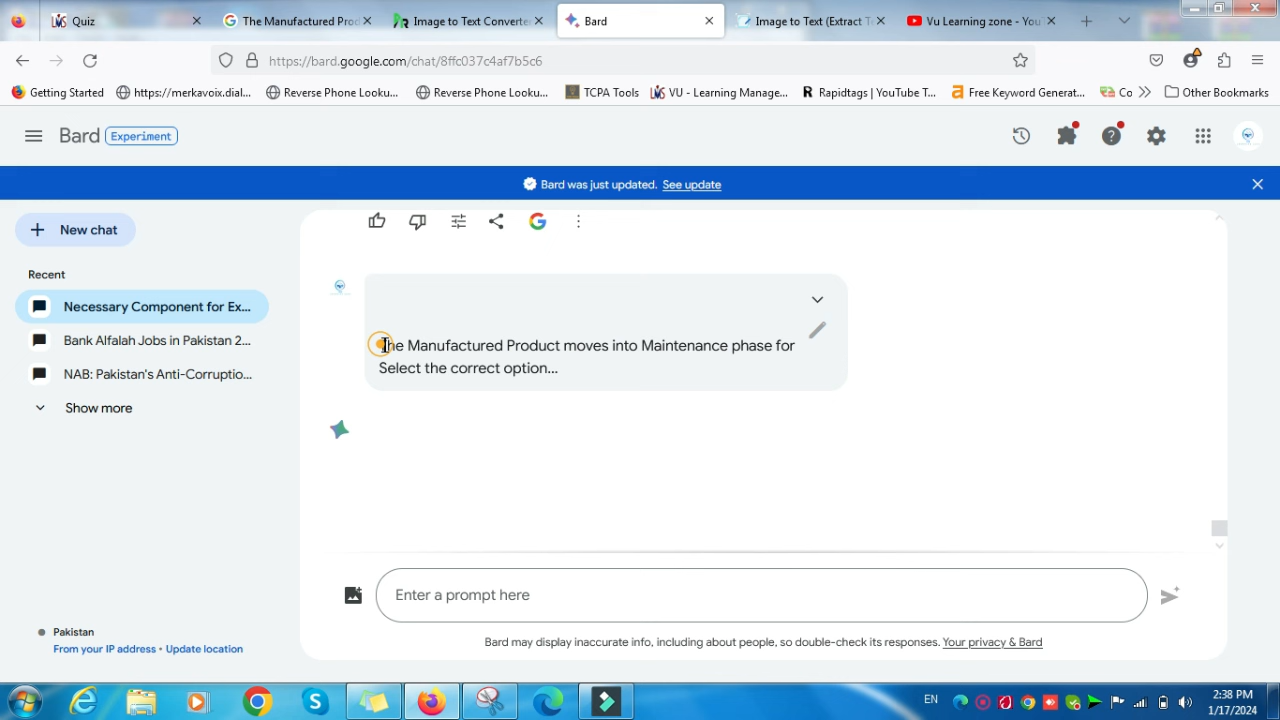 Quiz
The Manufactured Prod
Image to Text Converte
Bard
Image to Text (Extract T
Vu Learning zone - You
https://bard.google.com/chat/8ffc037c4af7b5c6
Getting Started
https://merkavoix.dial...
Reverse Phone Looku...
Reverse Phone Looku...
TCPA Tools
VU - Learning Manage...
Rapidtags | YouTube T...
Free Keyword Generat...
Co
Other Bookmarks
Bard Experiment
Bard was just updated. See update
New chat
Recent
Necessary Component for Ex...
Bank Alfalah Jobs in Pakistan 2...
NAB: Pakistan's Anti-Corruptio...
Show more
The Manufactured Product moves into Maintenance phase for
Select the correct option...
Enter a prompt here
Bard may display inaccurate info, including about people, so double-check its responses. Your privacy & Bard
Pakistan
From your IP address • Update location
EN
2:38 PM
1/17/2024